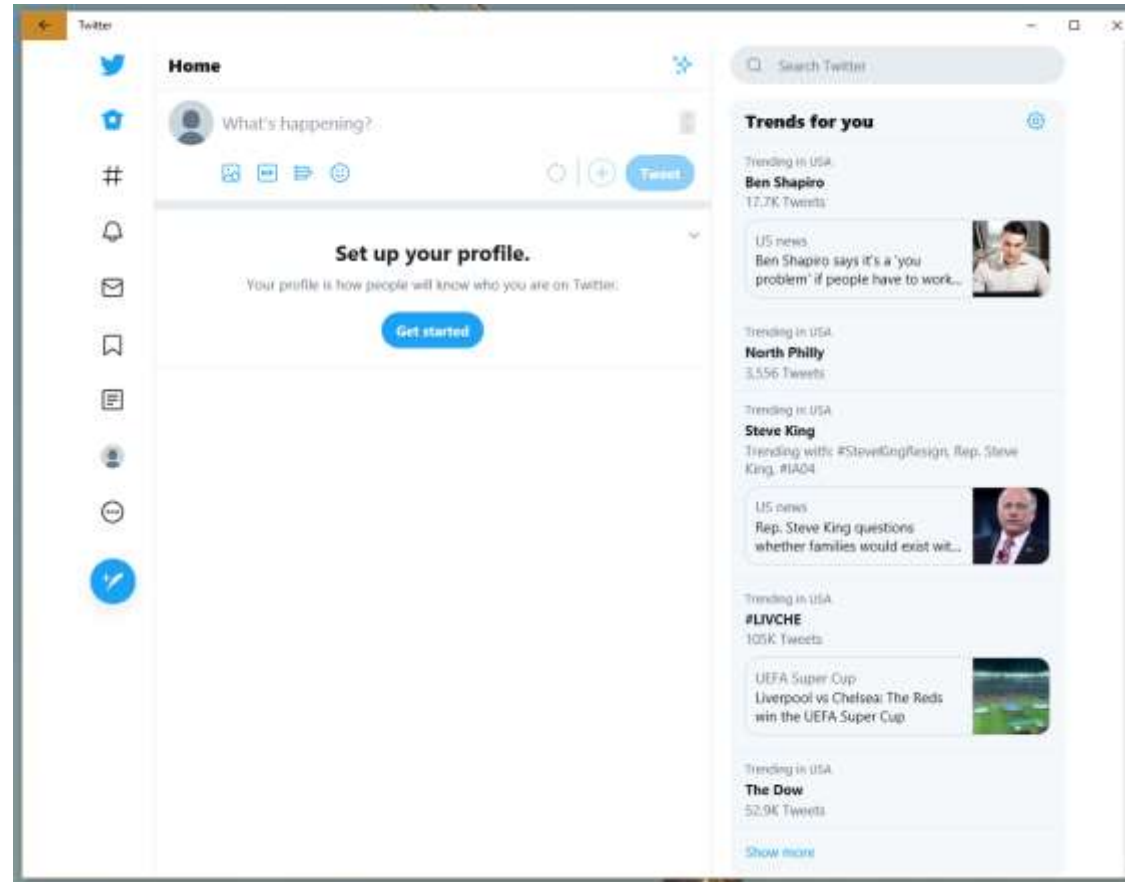 Twitter
Home
What's happening?
GIF
Tweet
Set up your profile.
Your profile is how people will know who you are on Twitter.
Get started
Search Twitter
Trends for you
Trending in USA
Ben Shapiro
17.7K Tweets
US news
Ben Shapiro says it's a 'you
problem' if people have to work...
Trending in USA
North Philly
3,556 Tweets
Trending in USA
Steve King
Trending with: #SteveKingResign, Rep. Steve
King, #IA04
US news
Rep. Steve King questions
whether families would exist wit...
Trending in USA
#LIVCHE
105K Tweets
UEFA Super Cup
Liverpool vs Chelsea: The Reds
win the UEFA Super Cup
Trending in USA
The Dow
52.9K Tweets
Show more